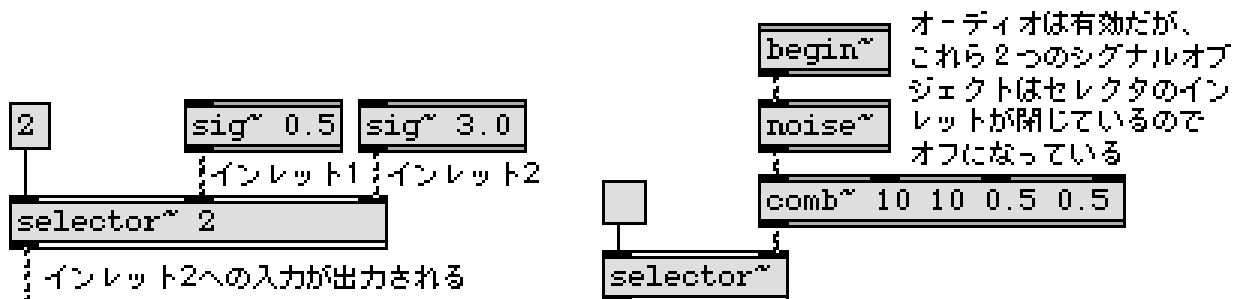 2
sig~ 0.5
sig~ 3.0
インレット1
インレット2
selector~ 2
インレット2への入力が出力される
begin~
noise~
オーディオは有効だが、
これら2つのシグナルオブ
ジェクトはセレクタのイン
レットが閉じているので
オフになっている
comb~ 10 10 0.5 0.5
selector~